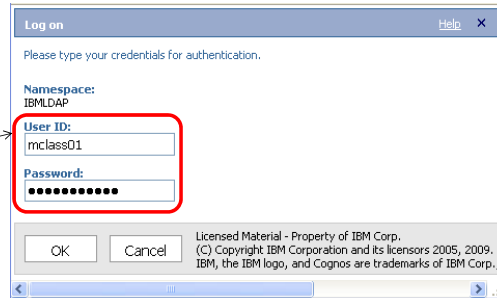 Log on Help X
Please type your credentials for authentication.
Namespace:
IBMLDAP
User ID:
mclass01
Password:
●●●●●●●●●●●
OK Cancel
Licensed Material - Property of IBM Corp.
(C) Copyright IBM Corporation and its licensors 2005, 2009.
IBM, the IBM logo, and Cognos are trademarks of IBM Corp.